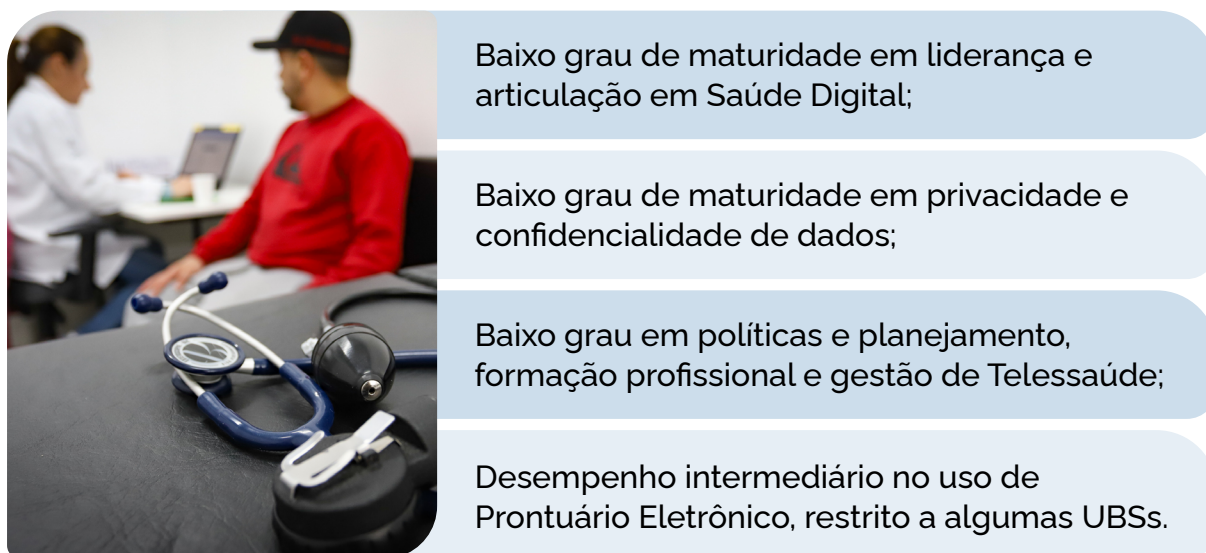 Baixo grau de maturidade em liderança e
articulação em Saúde Digital;
Baixo grau de maturidade em privacidade e
confidencialidade de dados;
Baixo grau em políticas e planejamento,
formação profissional e gestão de Telessaúde;
Desempenho intermediário no uso de
Prontuário Eletrônico, restrito a algumas UBSs.